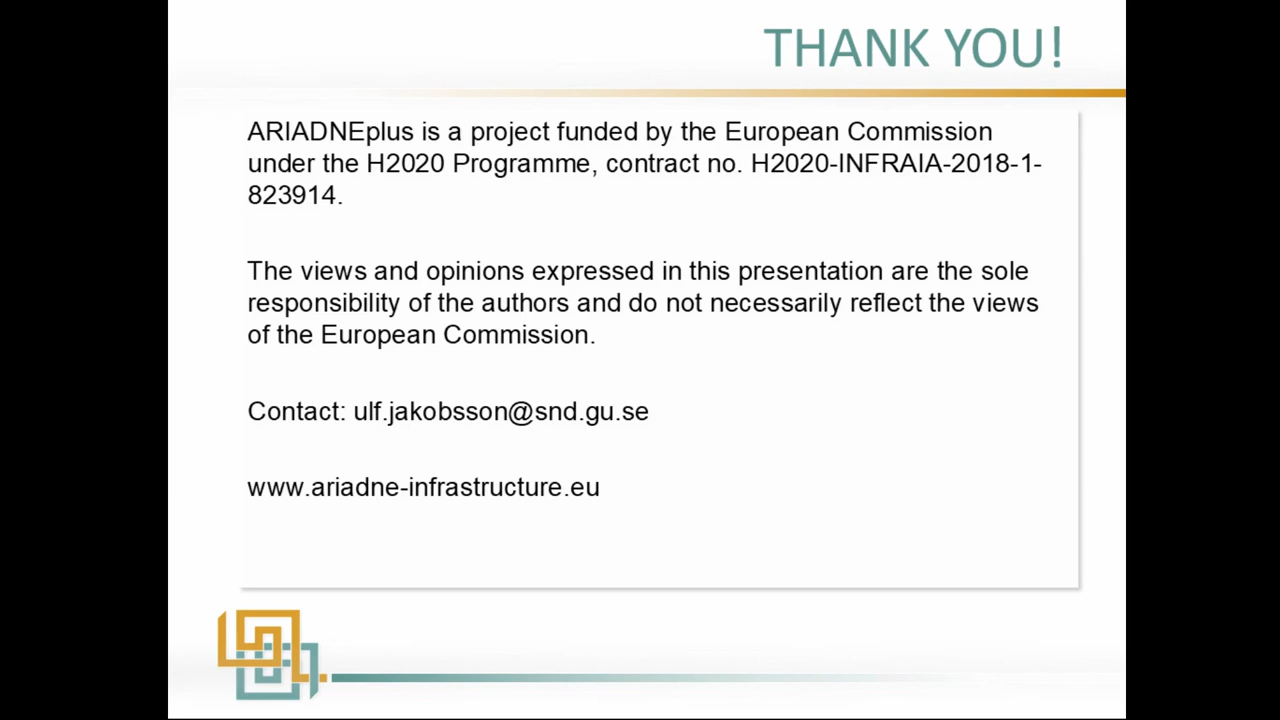 THANK YOU!
ARIADNEplus is a project funded by the European Commission
under the H2020 Programme, contract no. H2020-INFRAIA-2018-1-
823914.
The views and opinions expressed in this presentation are the sole
responsibility of the authors and do not necessarily reflect the views
of the European Commission.
Contact: ulf.jakobsson@snd.gu.se
www.ariadne-infrastructure.eu